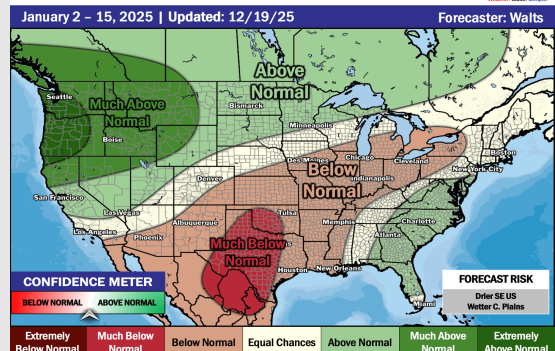 January 2 – 15, 2025 | Updated: 12/19/25
Forecaster: Walts
Above
Normal
Seattle
Much Above
Normal
Bismarck
Boise
Minneapolis
Boston
Des Moines
Chicago
Cleveland
New York City
Below
Normal
Indianapolis
Denver
San Francisco
Las Vegas
Tulsa
Memphis
Charlotte
Los Angeles
Albuquerque
Phoenix
Atlanta
Much Below
Normal
Houston
New Orleans
Miami
CONFIDENCE METER
BELOW NORMAL
ABOVE NORMAL
FORECAST RISK
Drier SE US
Wetter C. Plains
Extremely
Below Normal
Much Below
Normal
Below Normal
Equal Chances
Above Normal
Much Above
Normal
Extremely
Above Normal